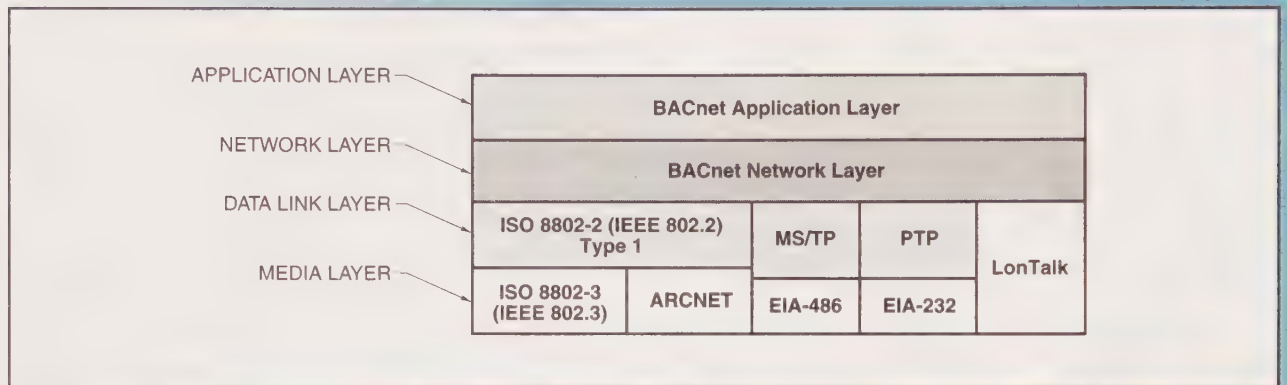 APPLICATION LAYER
BACnet Application Layer
NETWORK LAYER
BACnet Network Layer
DATA LINK LAYER
ISO 8802-2 (IEEE 802.2)
Type 1
MS/TP
PTP
LonTalk
MEDIA LAYER
ISO 8802-3
(IEEE 802.3)
ARCNET
EIA-486
EIA-232